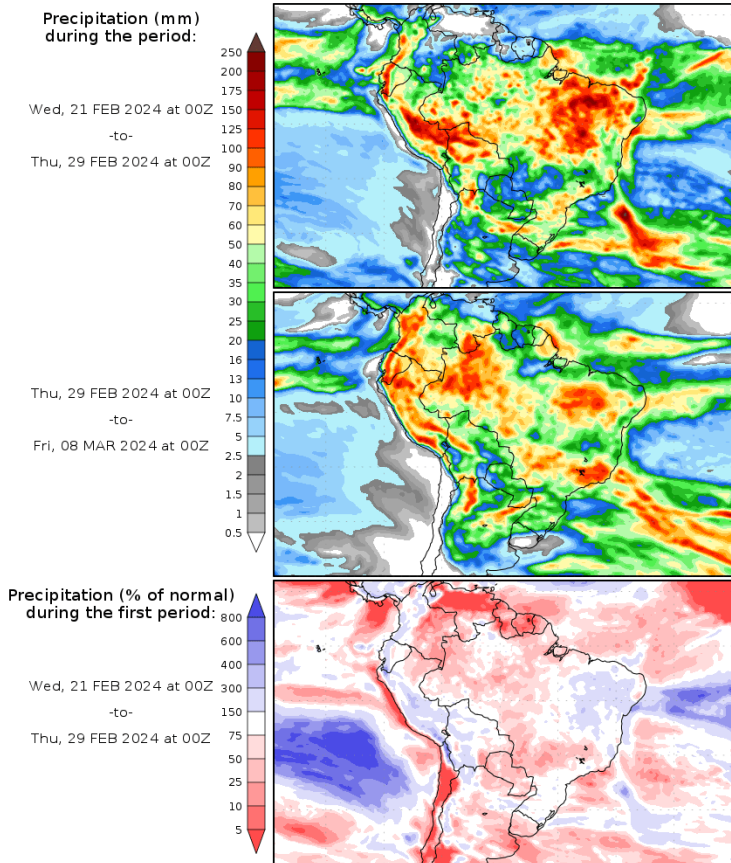 Precipitation (mm)
during the period:
250
200
175
150
125
100
90
80
70
60
50
40
35
30
25
20
16
13
10
7.5
5
2.5
2
1.5
1
0.5
Wed, 21 FEB 2024 at 00Z
-to-
Thu, 29 FEB 2024 at 00Z
Thu, 29 FEB 2024 at 00Z
-to-
Fri, 08 MAR 2024 at 00Z
Precipitation (% of normal)
during the first period:
800
600
400
300
150
75
50
25
10
5
Wed, 21 FEB 2024 at 00Z
-to-
Thu, 29 FEB 2024 at 00Z